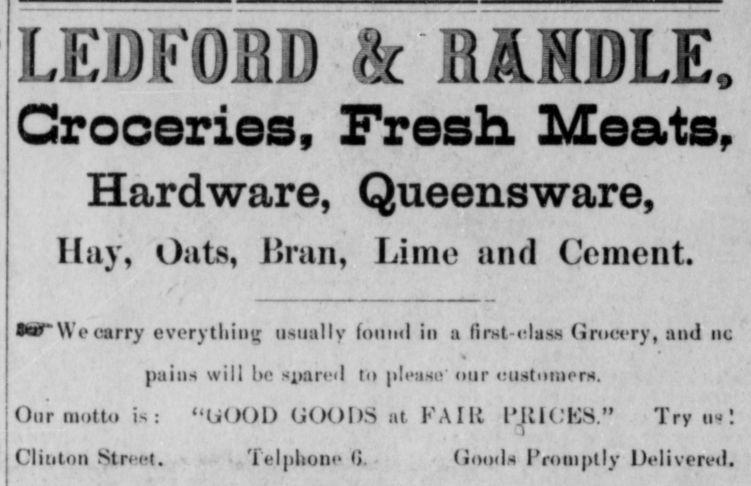 LEDFORD & RANDLE,
Groceries, Fresh Meats,
Hardware, Queensware,
Hay, Oats, Bran, Lime and Cement.
☞We carry everything usually found in a first-class Grocery, and no
pains will be spared to please our customers.
Our motto is: "GOOD GOODS at FAIR PRICES." Try us!
Clinton Street. Telphone 6. Goods Promptly Delivered.